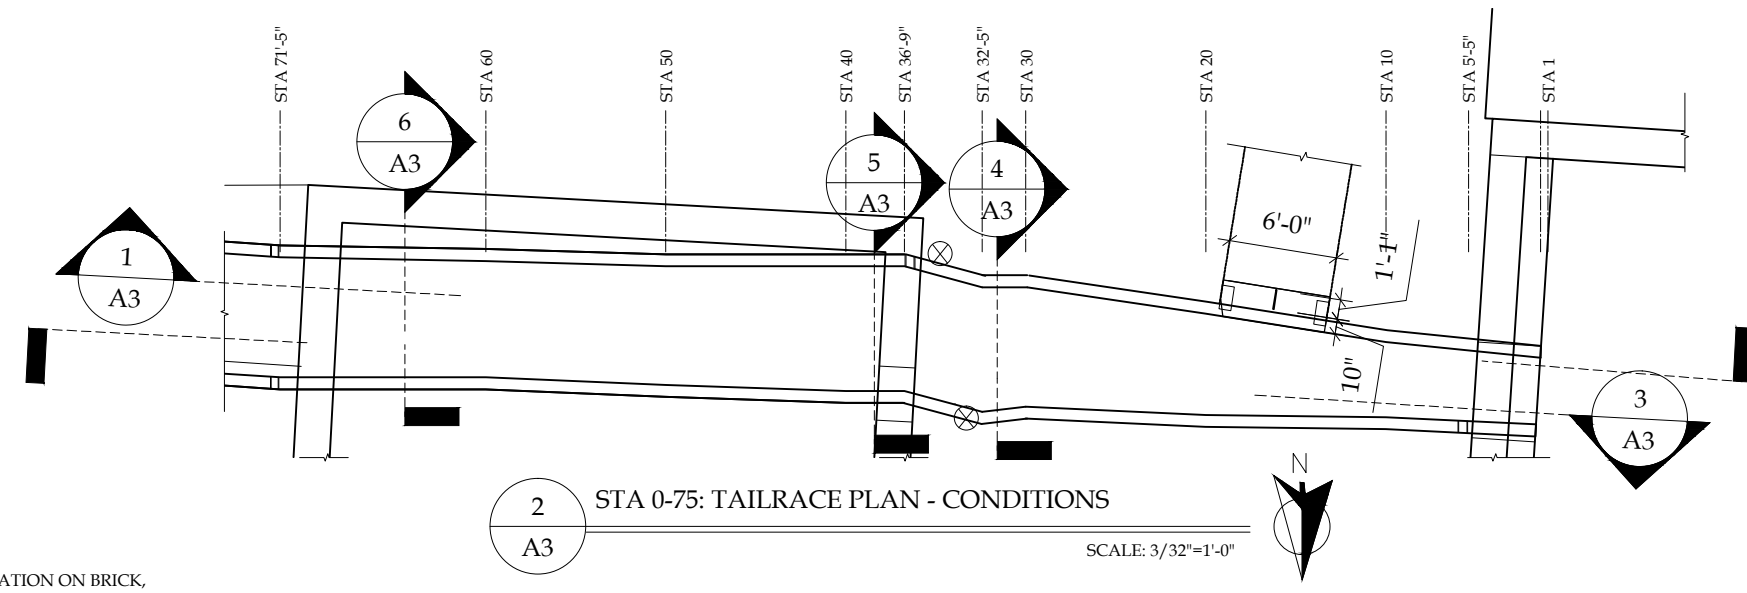 STA 71'-5"
STA 60
STA 50
STA 40
STA 36'-9"
STA 32'-5"
STA 30
STA 20
STA 10
STA 5'-5"
STA 1
6
A3
5
A3
4
A3
6'-0"
1'-1"
1
A3
10"
3
A3
N
2
A3
STA 0-75: TAILRACE PLAN - CONDITIONS
SCALE: 3/32"=1'-0"
ATION ON BRICK,